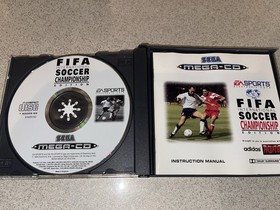 FIFA
INTERNATIONAL
SOCCER
CHAMPIONSHIP
EDITION
EA SPORTS
SEGA
MEGA-CD
SEGA
MEGA-CD
EA SPORTS
FIFA
INTERNATIONAL
SOCCER
CHAMPIONSHIP
EDITION
adidas
INSTRUCTION MANUAL